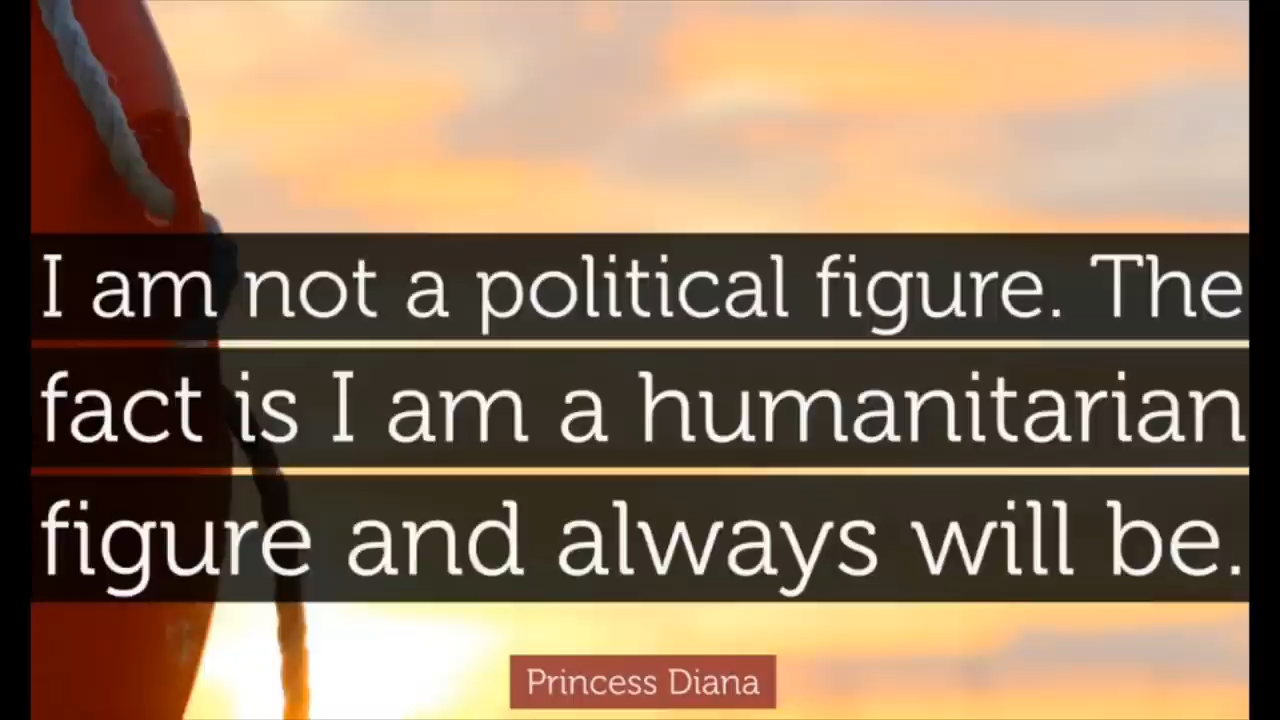 I am not a political figure. The
fact is I am a humanitarian
figure and always will be.
Princess Diana